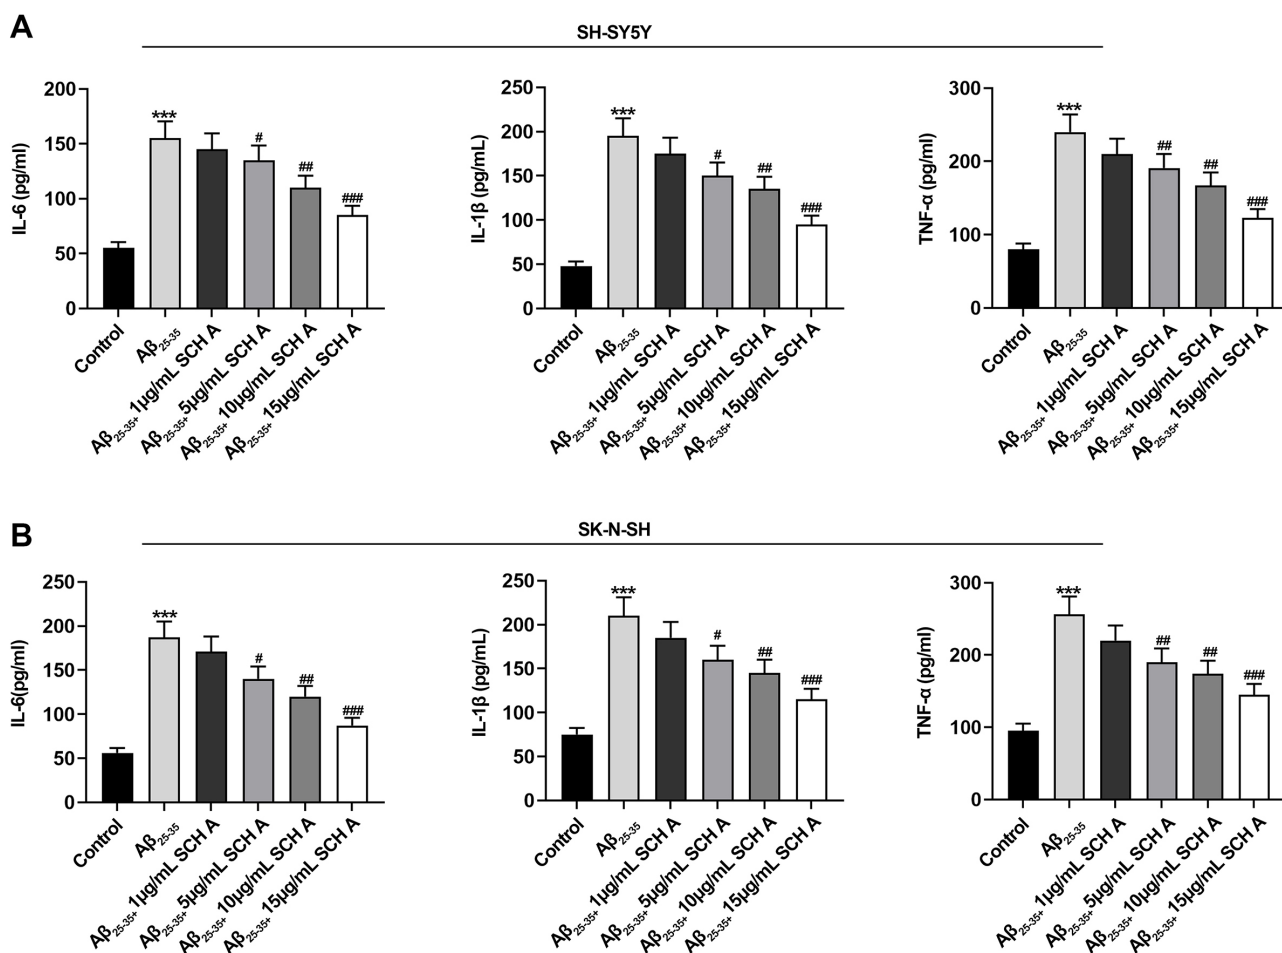 A
SH-SY5Y
IL-6 (pg/ml)
200
150
100
50
0
***
#
##
###
Control
Aβ25-35
Aβ25-35+ 1µg/mL SCH A
Aβ25-35+ 5µg/mL SCH A
Aβ25-35+ 10µg/mL SCH A
Aβ25-35+ 15µg/mL SCH A
IL-1β (pg/mL)
250
200
150
100
50
0
***
#
##
###
Control
Aβ25-35
Aβ25-35+ 1µg/mL SCH A
Aβ25-35+ 5µg/mL SCH A
Aβ25-35+ 10µg/mL SCH A
Aβ25-35+ 15µg/mL SCH A
TNF-α (pg/ml)
300
200
100
0
***
##
##
###
Control
Aβ25-35
Aβ25-35+ 1µg/mL SCH A
Aβ25-35+ 5µg/mL SCH A
Aβ25-35+ 10µg/mL SCH A
Aβ25-35+ 15µg/mL SCH A
B
SK-N-SH
IL-6(pg/ml)
250
200
150
100
50
0
***
#
##
###
Control
Aβ25-35
Aβ25-35+ 1µg/mL SCH A
Aβ25-35+ 5µg/mL SCH A
Aβ25-35+ 10µg/mL SCH A
Aβ25-35+ 15µg/mL SCH A
IL-1β (pg/mL)
250
200
150
100
50
0
***
#
##
###
Control
Aβ25-35
Aβ25-35+ 1µg/mL SCH A
Aβ25-35+ 5µg/mL SCH A
Aβ25-35+ 10µg/mL SCH A
Aβ25-35+ 15µg/mL SCH A
TNF-α (pg/ml)
300
200
100
0
***
##
##
###
Control
Aβ25-35
Aβ25-35+ 1µg/mL SCH A
Aβ25-35+ 5µg/mL SCH A
Aβ25-35+ 10µg/mL SCH A
Aβ25-35+ 15µg/mL SCH A